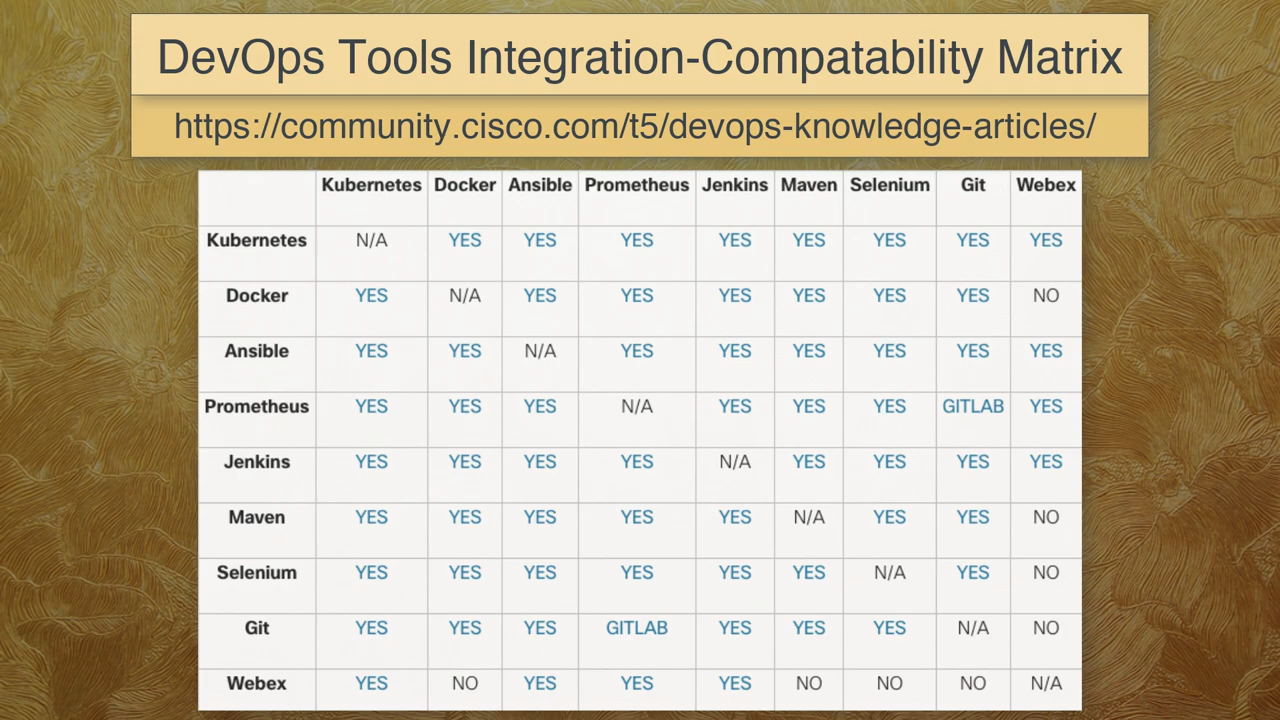 DevOps Tools Integration-Compatability Matrix
https://community.cisco.com/t5/devops-knowledge-articles/
Kubernetes Docker Ansible Prometheus Jenkins Maven Selenium Git Webex
Kubernetes N/A YES YES YES YES YES YES YES YES
Docker YES N/A YES YES YES YES YES YES NO
Ansible YES YES N/A YES YES YES YES YES YES
Prometheus YES YES YES N/A YES YES YES GITLAB YES
Jenkins YES YES YES YES N/A YES YES YES YES
Maven YES YES YES YES YES N/A YES YES NO
Selenium YES YES YES YES YES YES N/A YES NO
Git YES YES YES GITLAB YES YES YES N/A NO
Webex YES NO YES YES YES NO NO NO N/A